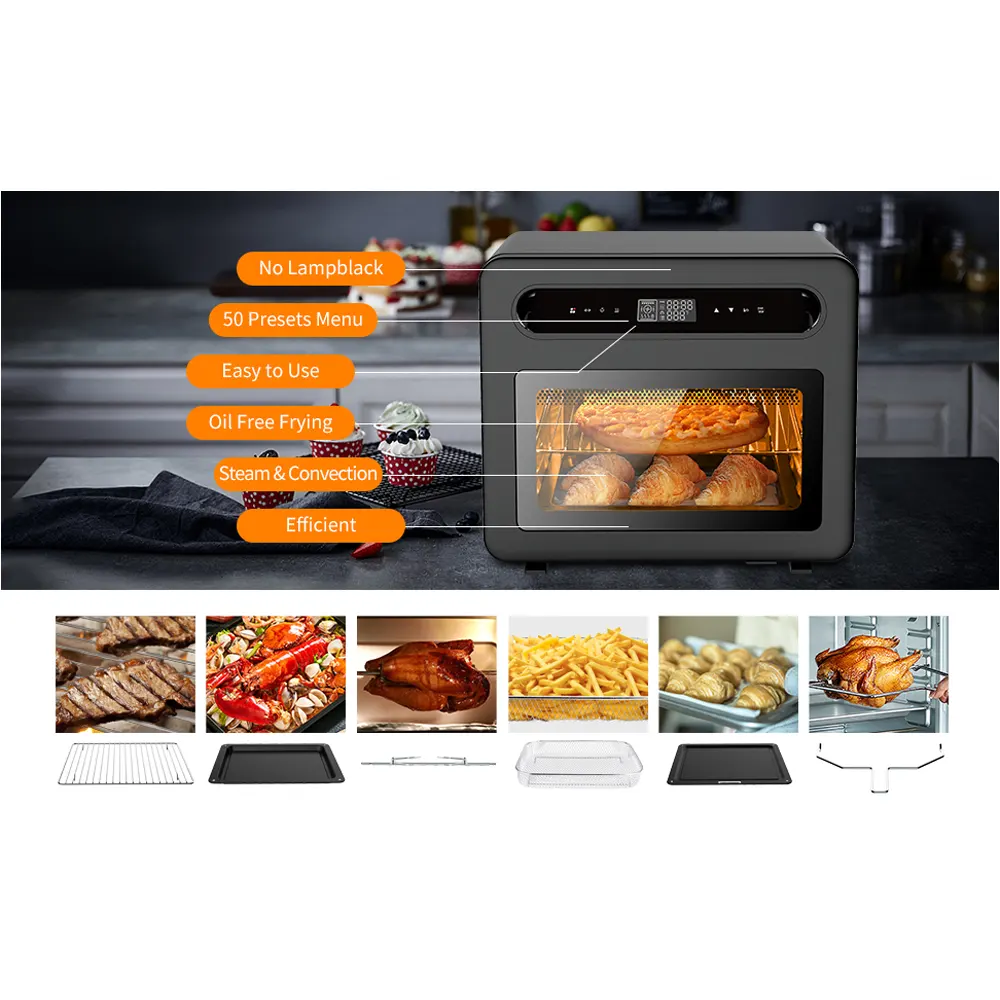 No Lampblack
50 Presets Menu
Easy to Use
Oil Free Frying
Steam & Convection
Efficient